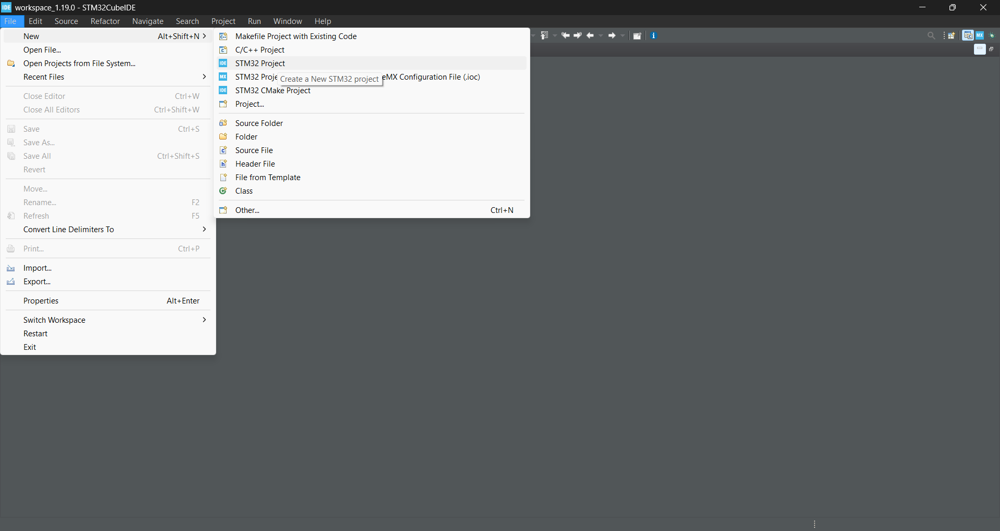 IDE workspace_1.19.0 - STM32CubeIDE
File Edit Source Refactor Navigate Search Project Run Window Help
New Alt+Shift+N
Open File...
Open Projects from File System...
Recent Files
Close Editor Ctrl+W
Close All Editors Ctrl+Shift+W
Save Ctrl+S
Save As...
Save All Ctrl+Shift+S
Revert
Move...
Rename... F2
Refresh F5
Convert Line Delimiters To
Print... Ctrl+P
Import...
Export...
Properties Alt+Enter
Switch Workspace
Restart
Exit
Makefile Project with Existing Code
C/C++ Project
IDE STM32 Project
MX STM32 Proje eMX Configuration File (.ioc)
Create a New STM32 project
IDE STM32 CMake Project
Project...
Source Folder
Folder
Source File
Header File
File from Template
Class
Other... Ctrl+N
MX